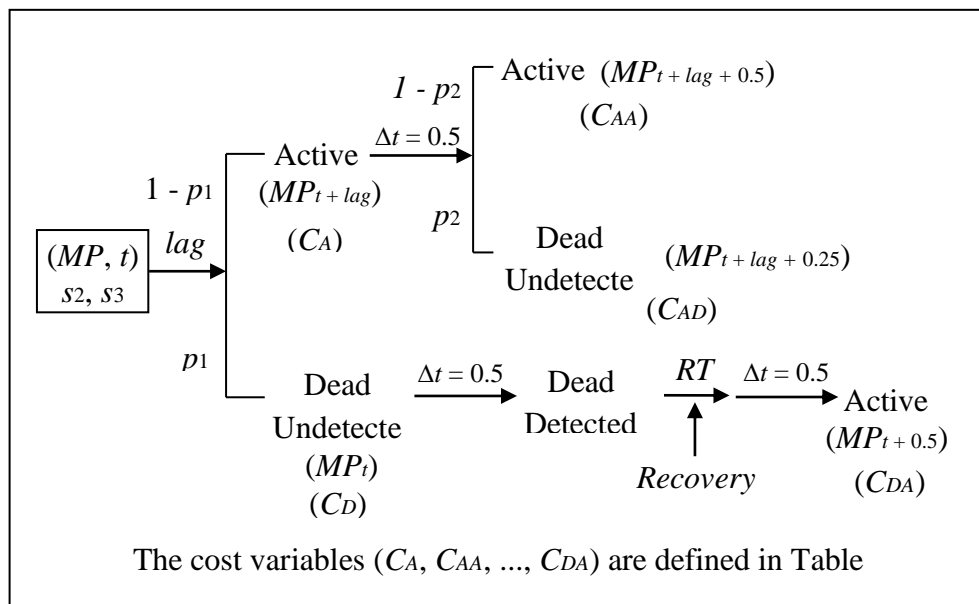 Active (MPt + lag + 0.5)
(CAA)
1 - p2
Δt = 0.5
Active
(MPt + lag)
(CA)
1 - p1
p2
lag
(MP, t)
s2, s3
Dead
Undetecte
(MPt + lag + 0.25)
(CAD)
p1
Dead
Undetecte
(MPt)
(CD)
Δt = 0.5
Dead
Detected
RT
Recovery
Δt = 0.5
Active
(MPt + 0.5)
(CDA)
The cost variables (CA, CAA, ..., CDA) are defined in Table